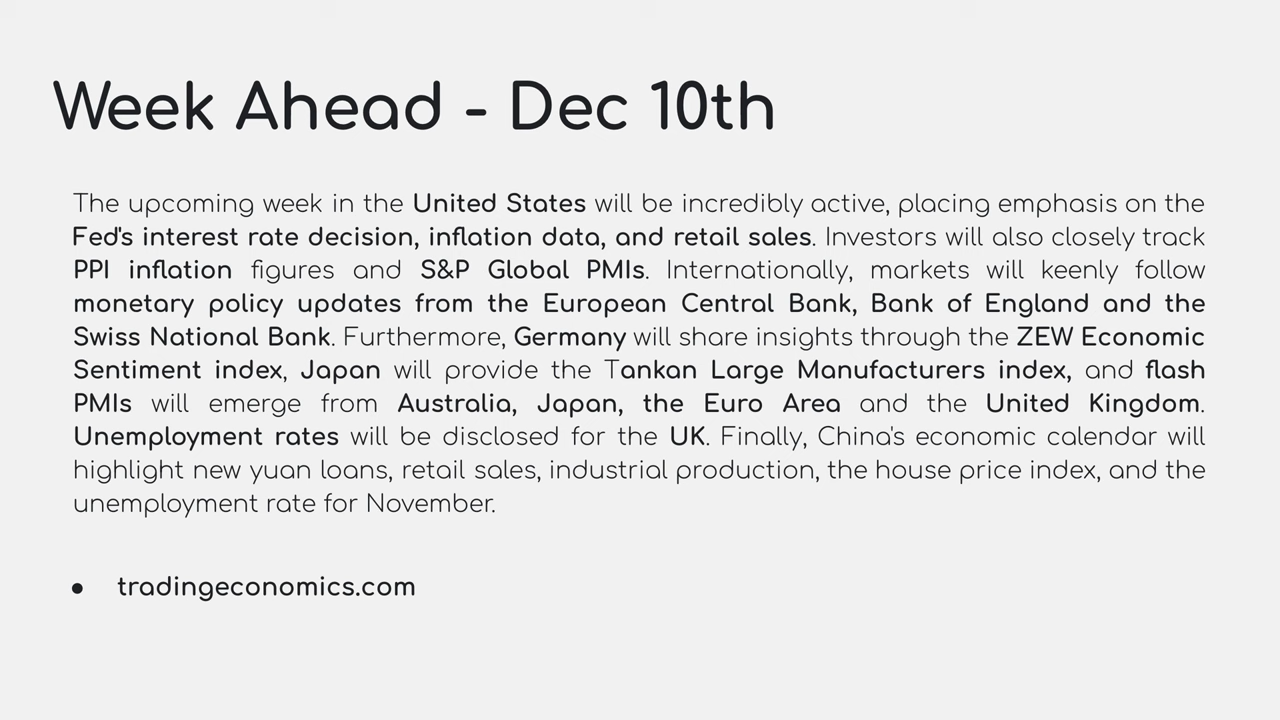 Week Ahead - Dec 10th
The upcoming week in the United States will be incredibly active, placing emphasis on the
Fed's interest rate decision, inflation data, and retail sales. Investors will also closely track
PPI inflation figures and S&P Global PMIs. Internationally, markets will keenly follow
monetary policy updates from the European Central Bank, Bank of England and the
Swiss National Bank. Furthermore, Germany will share insights through the ZEW Economic
Sentiment index, Japan will provide the Tankan Large Manufacturers index, and flash
PMIs will emerge from Australia, Japan, the Euro Area and the United Kingdom.
Unemployment rates will be disclosed for the UK. Finally, China's economic calendar will
highlight new yuan loans, retail sales, industrial production, the house price index, and the
unemployment rate for November.
● tradingeconomics.com